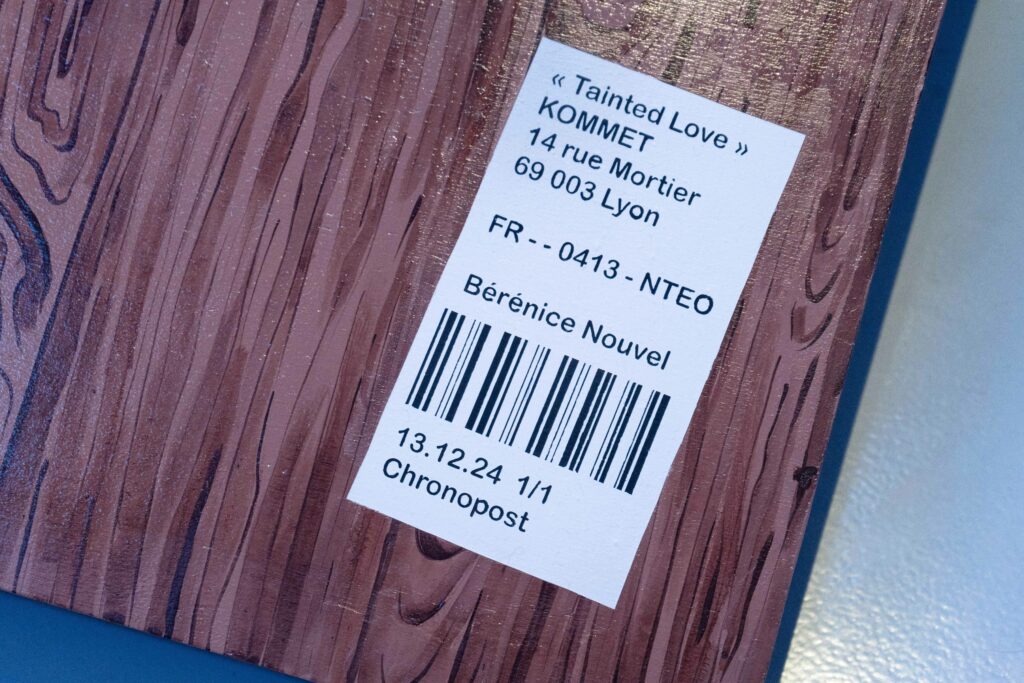 « Tainted Love »
KOMMET
14 rue Mortier
69 003 Lyon
FR - - 0413 - NTEO
Bérénice Nouvel
13.12.24 1/1
Chronopost